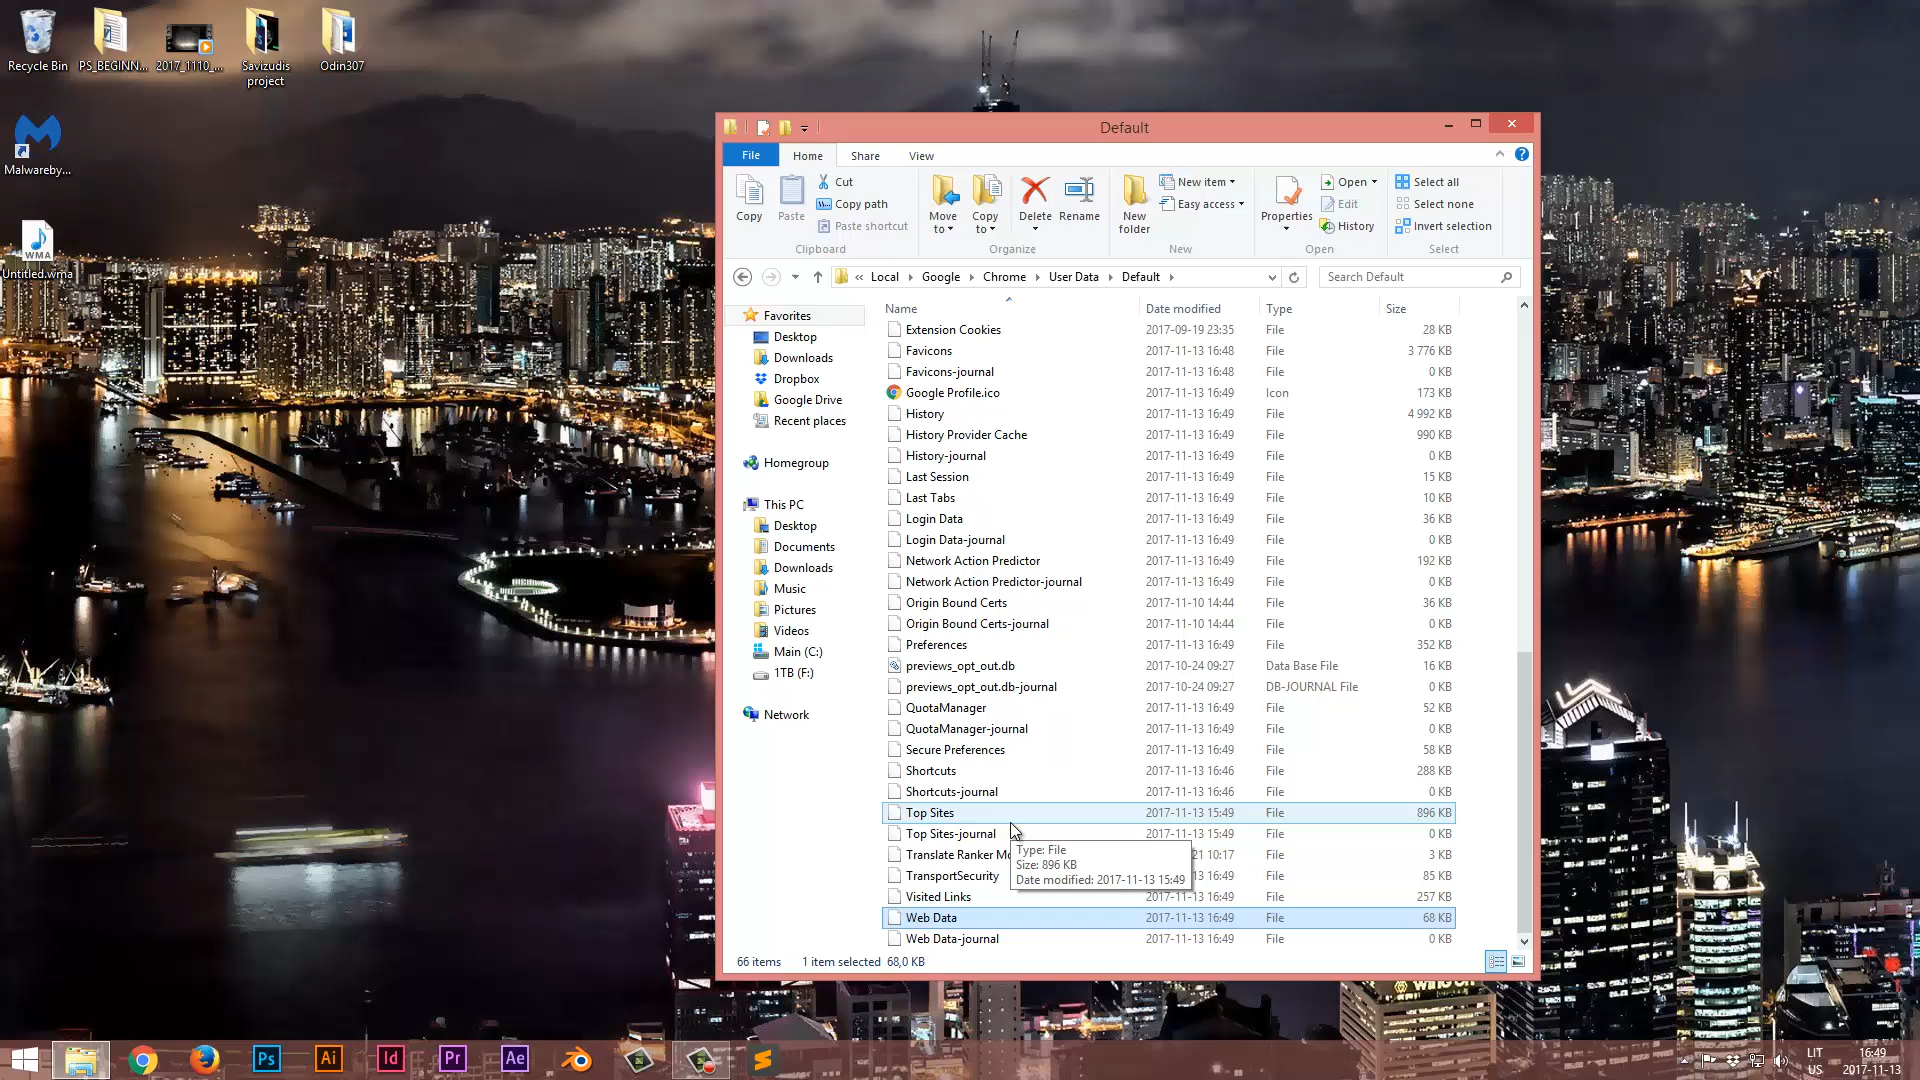 Recycle Bin
PS_BEGINN...
2017_1110_...
Savizudis
project
Odin307
Malwareby...
WMA
Untitled.wma
Default
File
Home
Share
View
Copy
Paste
Cut
Copy path
Paste shortcut
Clipboard
Move
to
Copy
to
Delete
Rename
Organize
New
folder
New item
Easy access
New
Properties
Open
Edit
History
Open
Select all
Select none
Invert selection
Select
« Local Google Chrome User Data Default
Search Default
Favorites
Desktop
Downloads
Dropbox
Google Drive
Recent places
Homegroup
This PC
Desktop
Documents
Downloads
Music
Pictures
Videos
Main (C:)
1TB (F:)
Network
Name Date modified Type Size
Extension Cookies 2017-09-19 23:35 File 28 KB
Favicons 2017-11-13 16:48 File 3 776 KB
Favicons-journal 2017-11-13 16:48 File 0 KB
Google Profile.ico 2017-11-13 16:49 Icon 173 KB
History 2017-11-13 16:49 File 4 992 KB
History Provider Cache 2017-11-13 16:49 File 990 KB
History-journal 2017-11-13 16:49 File 0 KB
Last Session 2017-11-13 16:49 File 15 KB
Last Tabs 2017-11-13 16:49 File 10 KB
Login Data 2017-11-13 16:49 File 36 KB
Login Data-journal 2017-11-13 16:49 File 0 KB
Network Action Predictor 2017-11-13 16:49 File 192 KB
Network Action Predictor-journal 2017-11-13 16:49 File 0 KB
Origin Bound Certs 2017-11-10 14:44 File 36 KB
Origin Bound Certs-journal 2017-11-10 14:44 File 0 KB
Preferences 2017-11-13 16:49 File 352 KB
previews_opt_out.db 2017-10-24 09:27 Data Base File 16 KB
previews_opt_out.db-journal 2017-10-24 09:27 DB-JOURNAL File 0 KB
QuotaManager 2017-11-13 16:49 File 52 KB
QuotaManager-journal 2017-11-13 16:49 File 0 KB
Secure Preferences 2017-11-13 16:49 File 58 KB
Shortcuts 2017-11-13 16:46 File 288 KB
Shortcuts-journal 2017-11-13 16:46 File 0 KB
Top Sites 2017-11-13 15:49 File 896 KB
Top Sites-journal 2017-11-13 15:49 File 0 KB
Translate Ranker Mo 21 10:17 File 3 KB
TransportSecurity 13 16:49 File 85 KB
Visited Links 2017-11-13 16:49 File 257 KB
Web Data 2017-11-13 16:49 File 68 KB
Web Data-journal 2017-11-13 16:49 File 0 KB
Type: File
Size: 896 KB
Date modified: 2017-11-13 15:49
66 items 1 item selected 68,0 KB
Ps
Ai
Id
Pr
Ae
LIT
US
16:49
2017-11-13